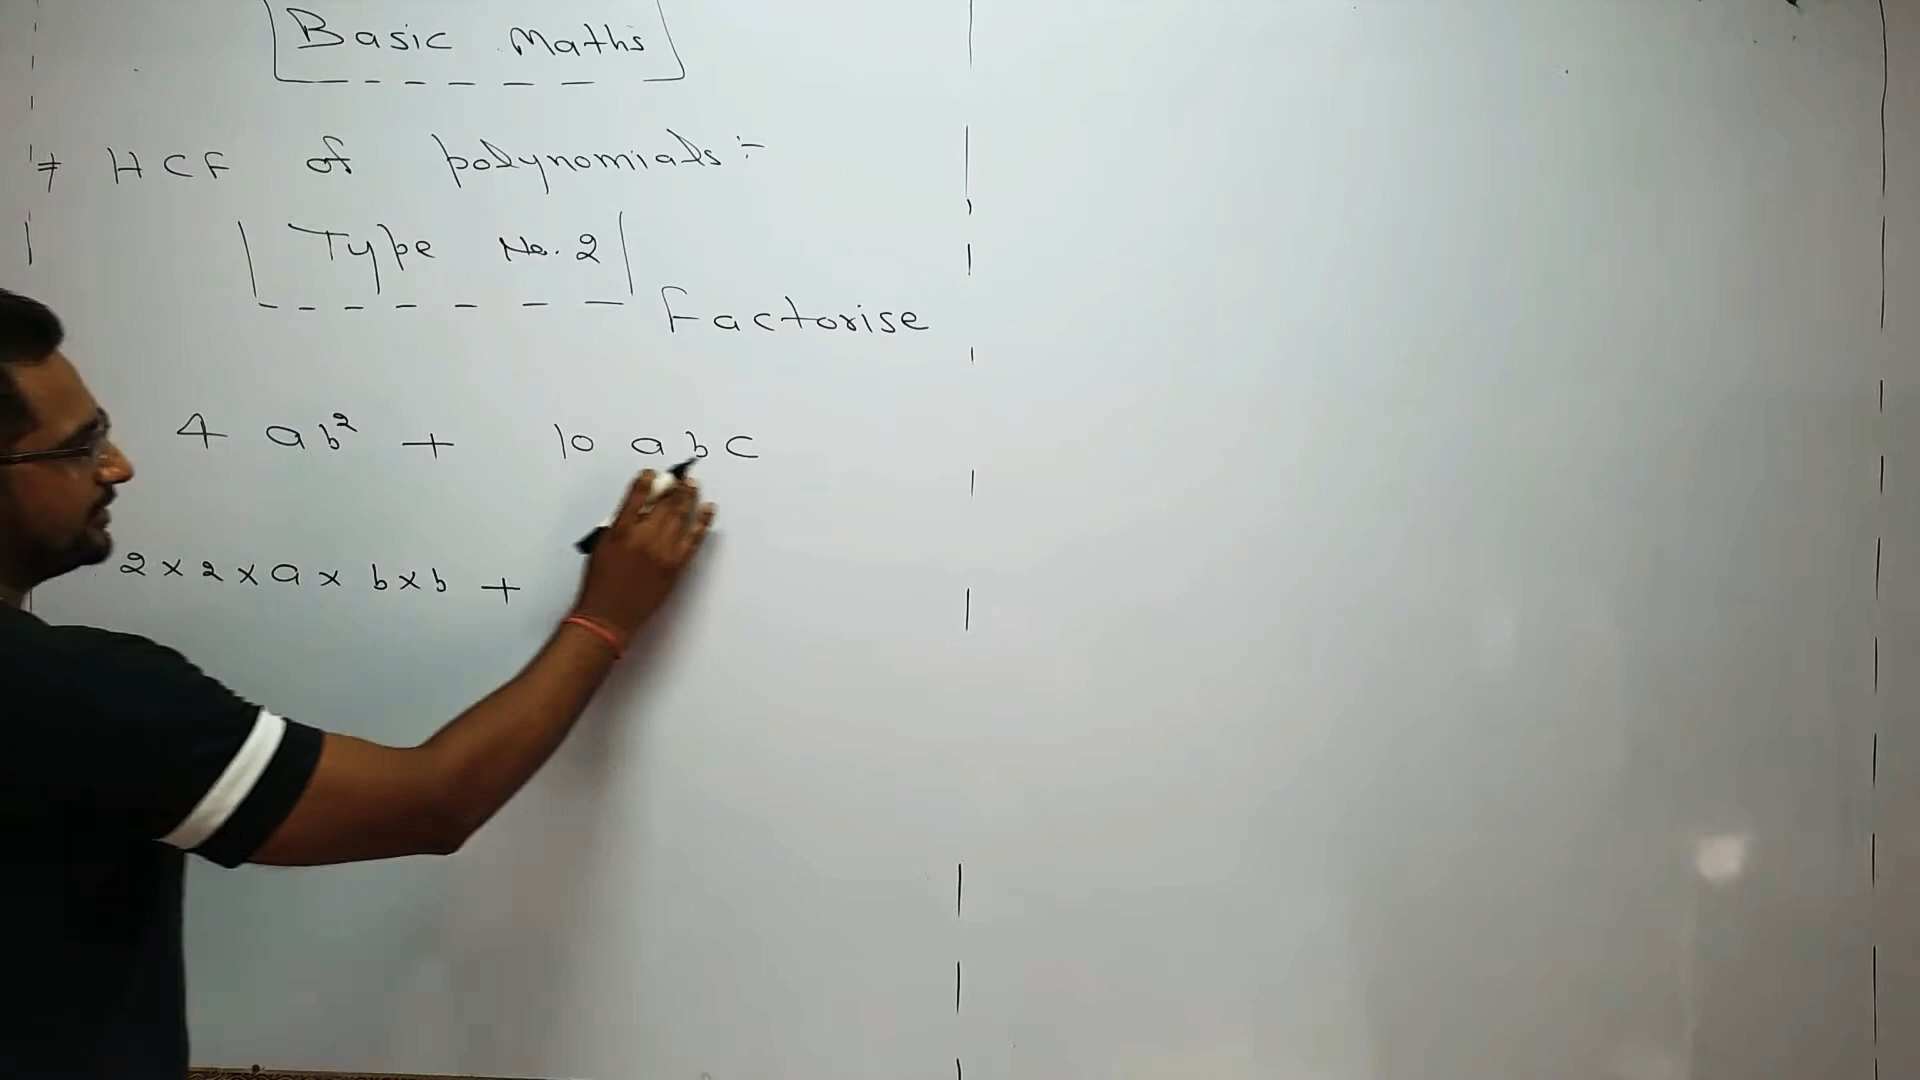 Basic Maths
≠ HCF of polynomials :-
Type No. 2
Factorise
4 ab² + 10 abc
2 × 2 × a × b × b +